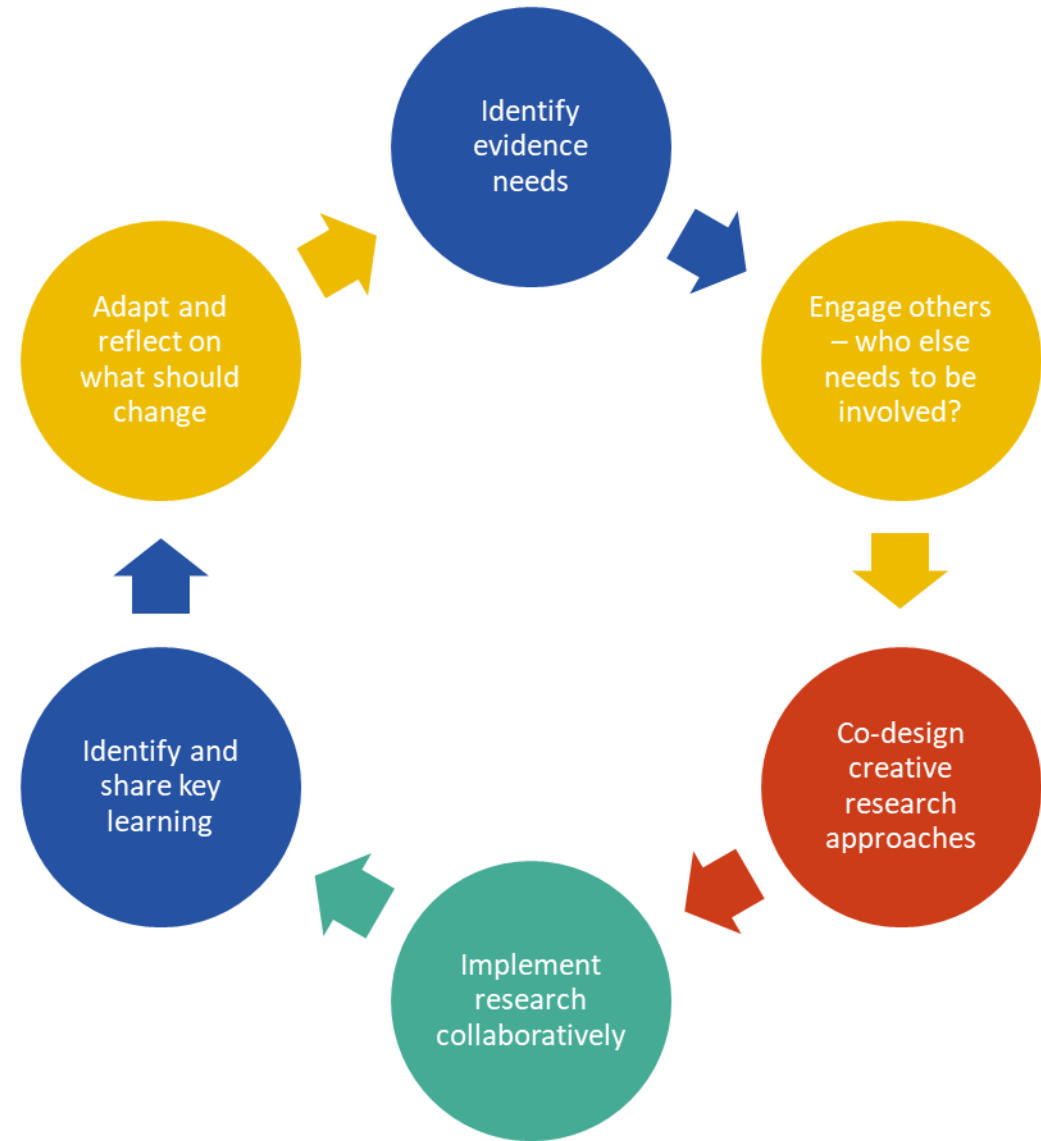 Identify
evidence
needs
Engage others
– who else
needs to be
involved?
Co-design
creative
research
approaches
Implement
research
collaboratively
Identify and
share key
learning
Adapt and
reflect on
what should
change